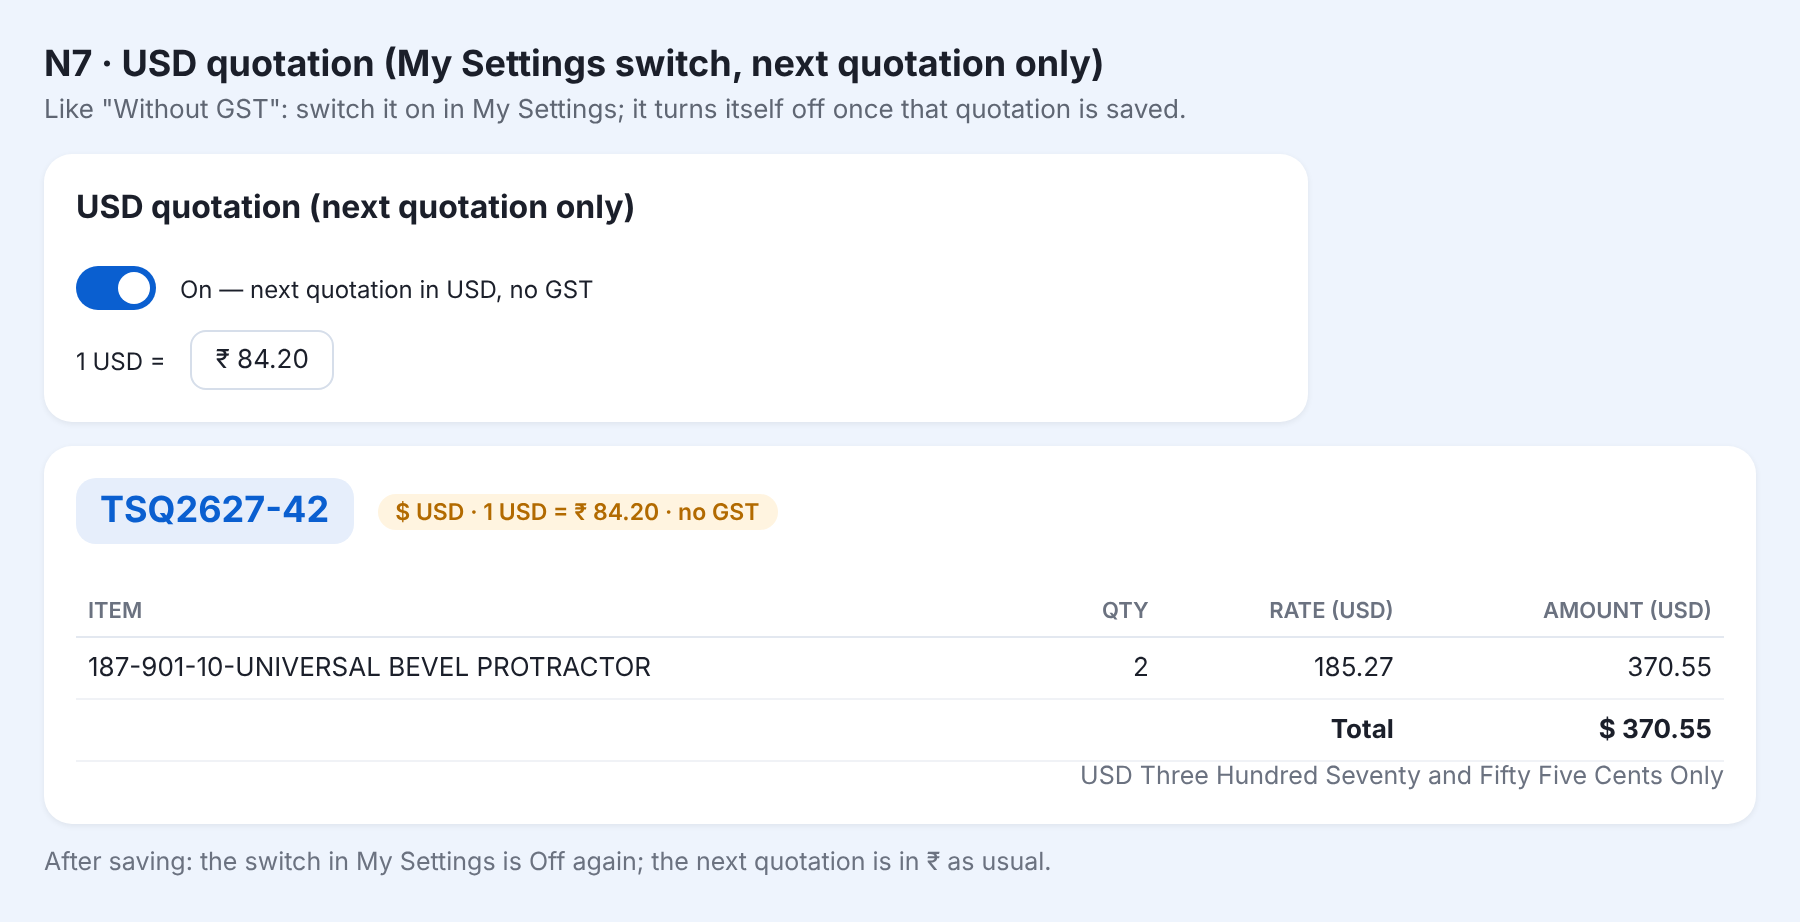 N7 · USD quotation (My Settings switch, next quotation only)
Like "Without GST": switch it on in My Settings; it turns itself off once that quotation is saved.
USD quotation (next quotation only)
On — next quotation in USD, no GST
1 USD = ₹ 84.20
TSQ2627-42 $ USD · 1 USD = ₹ 84.20 · no GST
ITEM QTY RATE (USD) AMOUNT (USD)
187-901-10-UNIVERSAL BEVEL PROTRACTOR 2 185.27 370.55
Total $ 370.55
USD Three Hundred Seventy and Fifty Five Cents Only
After saving: the switch in My Settings is Off again; the next quotation is in ₹ as usual.